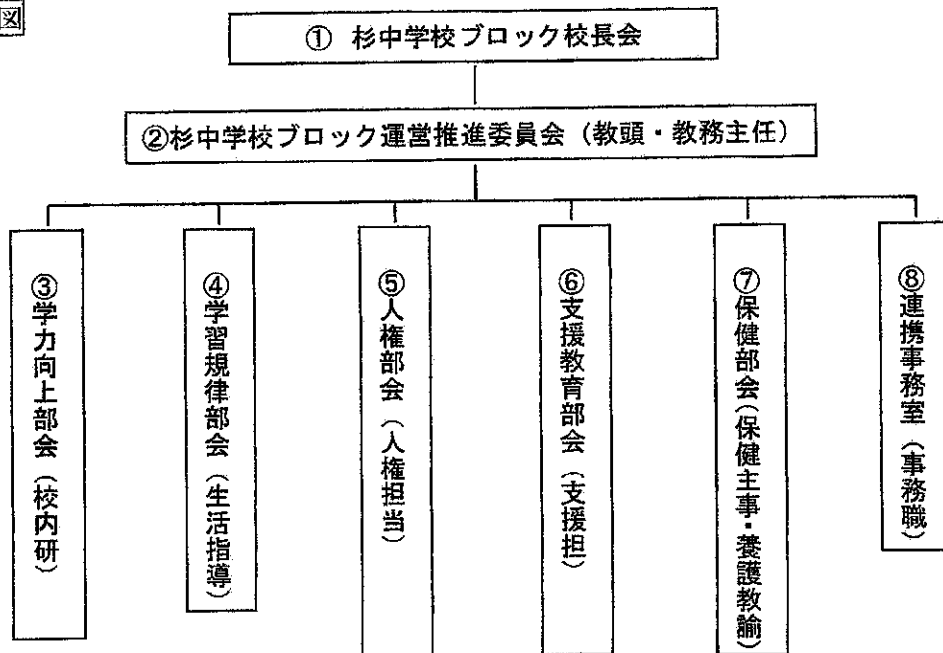 図
① 杉中学校ブロック校長会
②杉中学校ブロック運営推進委員会（教頭・教務主任）
③学力向上部会（校内研）
④学習規律部会（生活指導）
⑤人権部会（人権担当）
⑥支援教育部会（支援担）
⑦保健部会（保健主事・養護教諭）
⑧連携事務室（事務職）